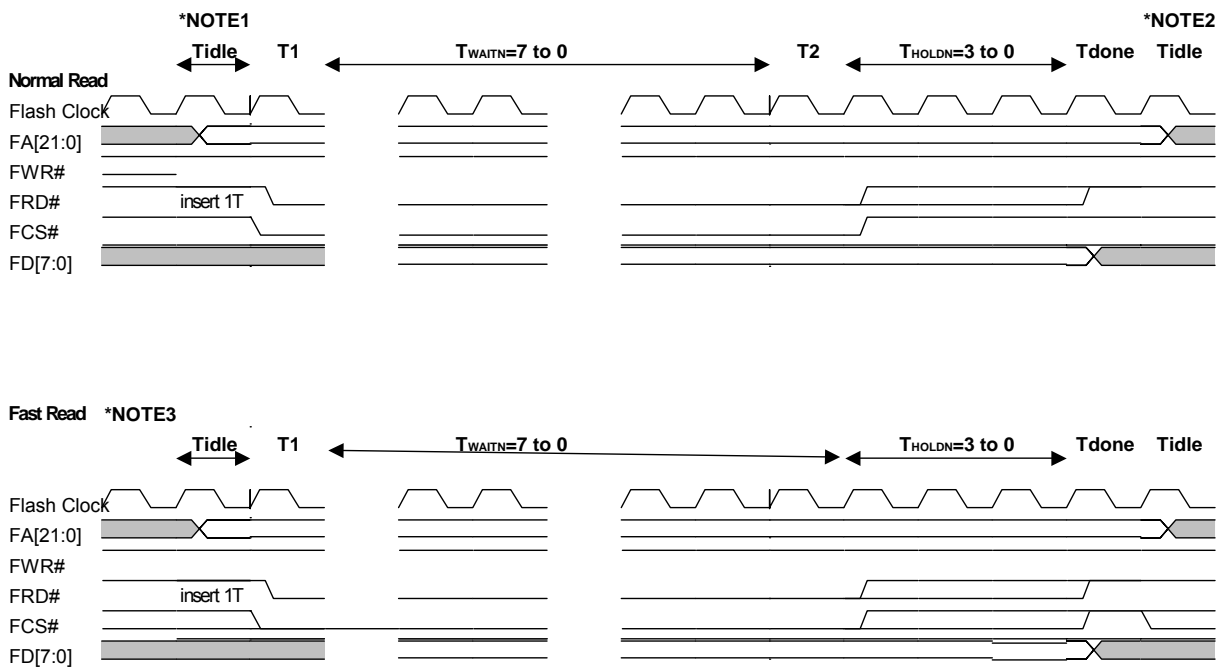 *NOTE1 *NOTE2
Tidle T1 TWAITN=7 to 0 T2 THOLDN=3 to 0 Tdone Tidle
Normal Read
Flash Clock
FA[21:0]
FWR#
FRD# insert 1T
FCS#
FD[7:0]
Fast Read *NOTE3
Tidle T1 TWAITN=7 to 0 THOLDN=3 to 0 Tdone Tidle
Flash Clock
FA[21:0]
FWR#
FRD# insert 1T
FCS#
FD[7:0]